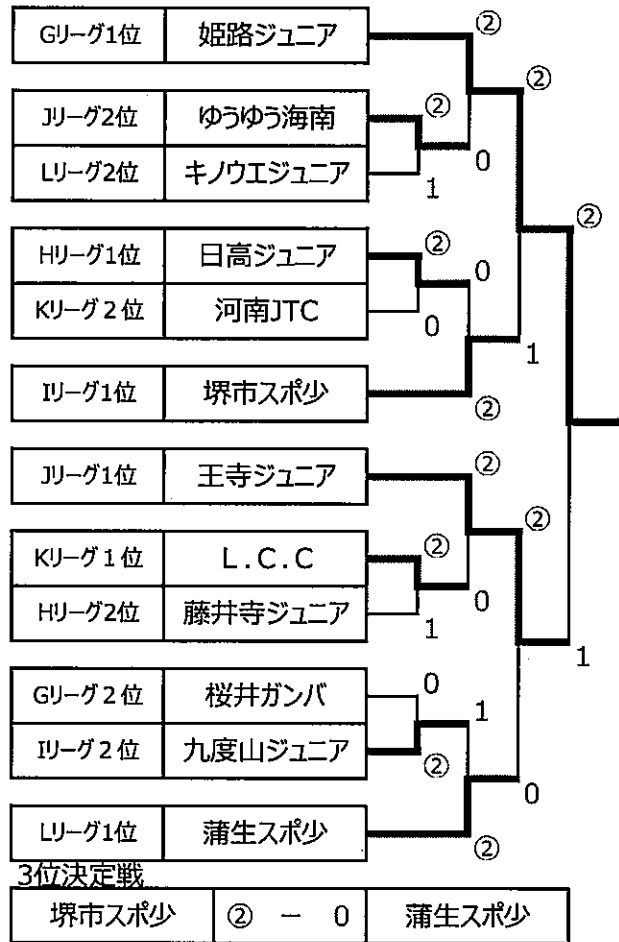 Gリーグ1位 姫路ジュニア ②
②
Jリーグ2位 ゆうゆう海南 ②
0
Lリーグ2位 キノウエジュニア 1
②
Hリーグ1位 日高ジュニア ② 0
Kリーグ２位 河南JTC 0
1
Iリーグ1位 堺市スポ少 ②
Jリーグ1位 王寺ジュニア ②
②
Kリーグ１位 L.C.C ②
0
Hリーグ2位 藤井寺ジュニア 1
1
Gリーグ２位 桜井ガンバ 0 1
Iリーグ２位 九度山ジュニア ②
0
Lリーグ1位 蒲生スポ少 ②
3位決定戦
堺市スポ少 ② － 0 蒲生スポ少